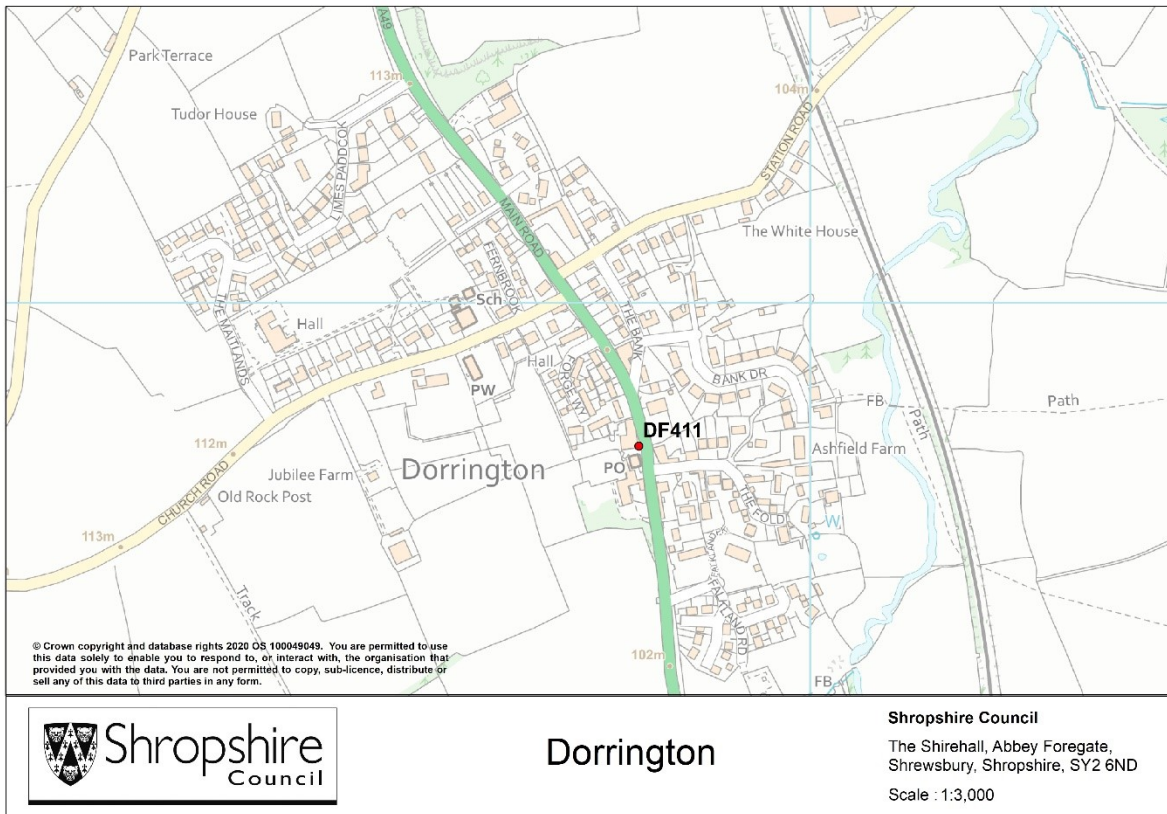 A49
113m
Park Terrace
104m
Tudor House
LIMES PADDOCK
STATION ROAD
MAIN ROAD
The White House
FERNBROOK
Sch
THE MAITLANDS
Hall
THE BANK
Hall
FORGE WY
BANK DR
PW
FB
Path
Path
DF411
112m
Jubilee Farm
Dorrington
PO
Ashfield Farm
CHURCH ROAD
Old Rock Post
THE FOLD
W
113m
Track
FALKLAND RD
102m
FB
© Crown copyright and database rights 2020 OS 100049049. You are permitted to use
this data solely to enable you to respond to, or interact with, the organisation that
provided you with the data. You are not permitted to copy, sub-licence, distribute or
sell any of this data to third parties in any form.
Shropshire
Council
Dorrington
Shropshire Council
The Shirehall, Abbey Foregate,
Shrewsbury, Shropshire, SY2 6ND
Scale : 1:3,000